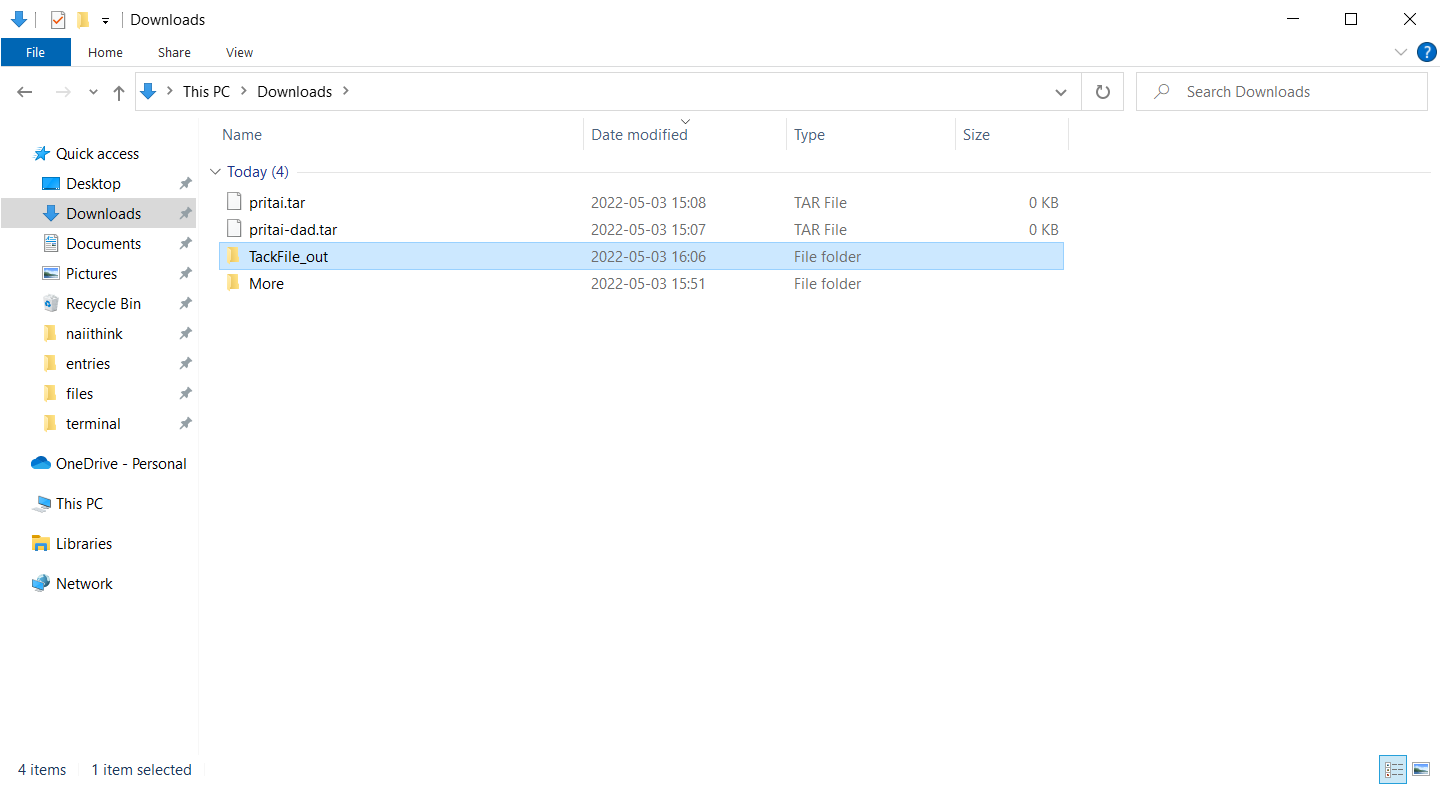 Downloads
File Home Share View
This PC Downloads Search Downloads
Name Date modified Type Size
Quick access
Desktop
Downloads
Documents
Pictures
Recycle Bin
naiithink
entries
files
terminal
OneDrive - Personal
This PC
Libraries
Network
Today (4)
pritai.tar 2022-05-03 15:08 TAR File 0 KB
pritai-dad.tar 2022-05-03 15:07 TAR File 0 KB
TackFile_out 2022-05-03 16:06 File folder
More 2022-05-03 15:51 File folder
4 items 1 item selected